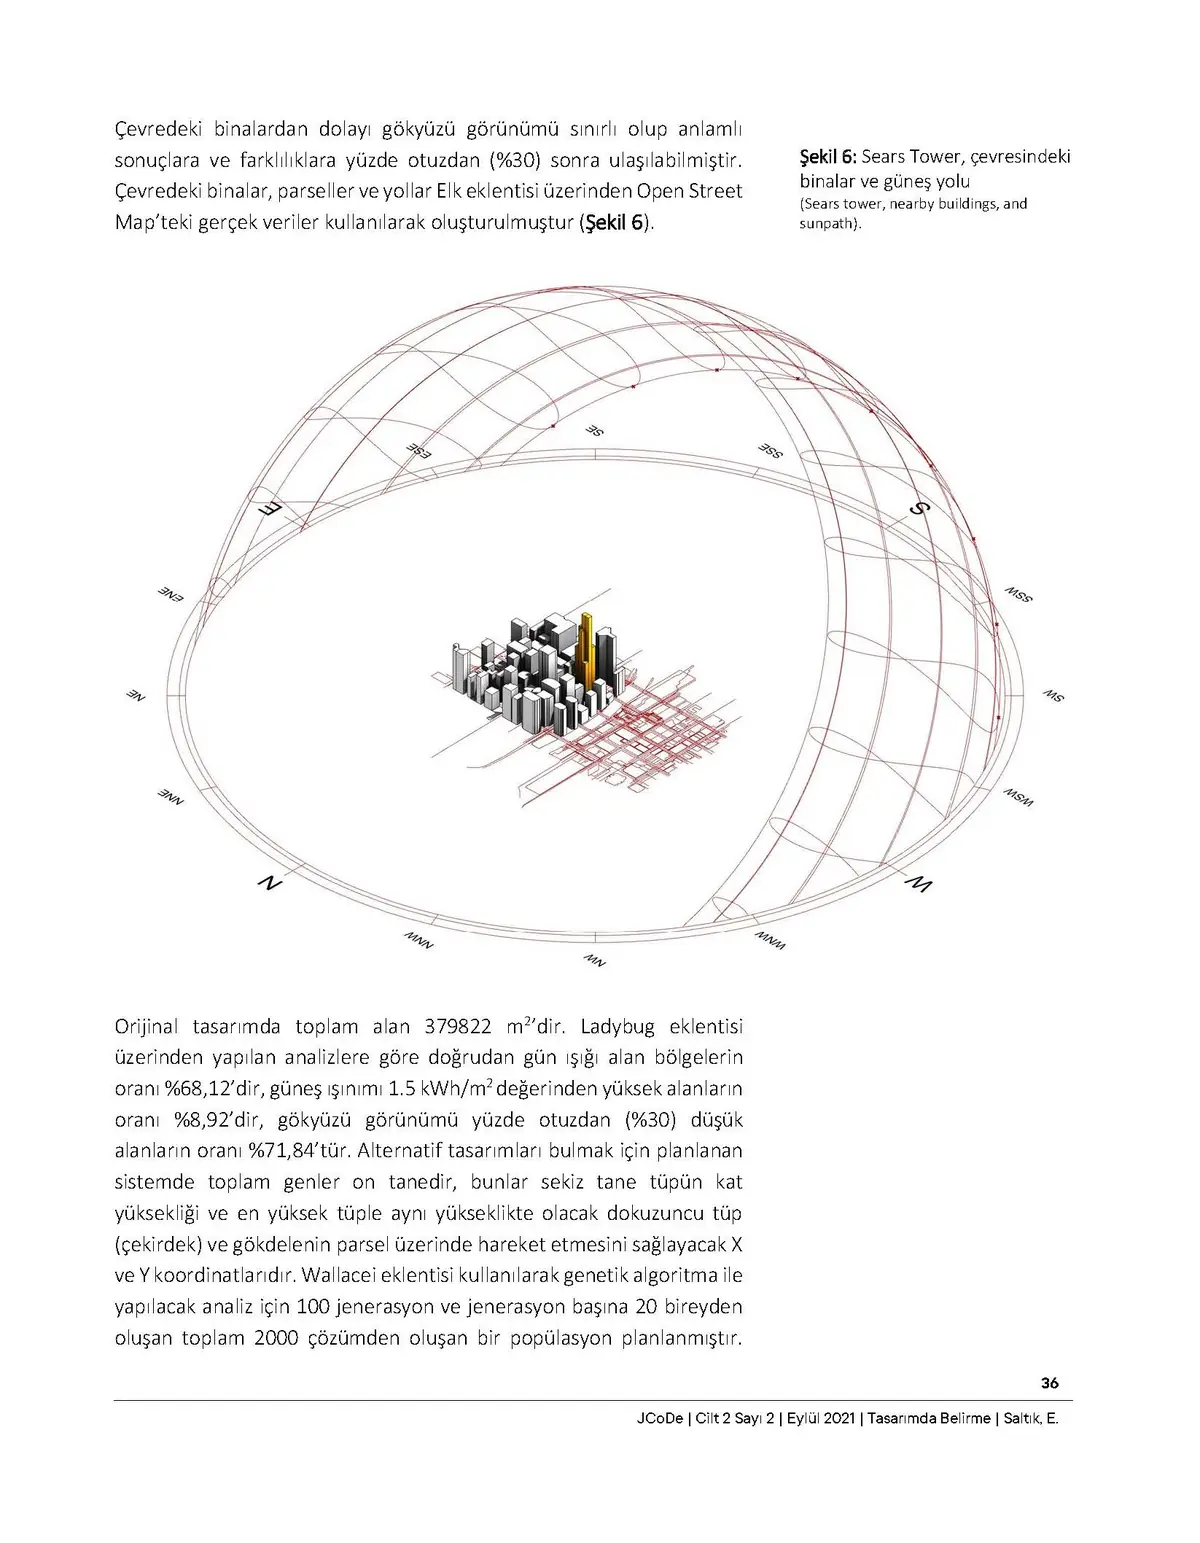 Çevredeki binalardan dolayı gökyüzü görünümü sınırlı olup anlamlı
sonuçlara ve farklılıklara yüzde otuzdan (%30) sonra ulaşılabilmiştir.
Çevredeki binalar, parseller ve yollar Elk eklentisi üzerinden Open Street
Map’teki gerçek veriler kullanılarak oluşturulmuştur (Şekil 6).
Şekil 6: Sears Tower, çevresindeki
binalar ve güneş yolu
(Sears tower, nearby buildings, and
sunpath).
SE
ESE
SSE
E
S
ENE
SSW
NE
SW
NNE
WSW
N
W
NNW
WNW
NW
Orijinal tasarımda toplam alan 379822 m²’dir. Ladybug eklentisi
üzerinden yapılan analizlere göre doğrudan gün ışığı alan bölgelerin
oranı %68,12’dir, güneş ışınımı 1.5 kWh/m² değerinden yüksek alanların
oranı %8,92’dir, gökyüzü görünümü yüzde otuzdan (%30) düşük
alanların oranı %71,84’tür. Alternatif tasarımları bulmak için planlanan
sistemde toplam genler on tanedir, bunlar sekiz tane tüpün kat
yüksekliği ve en yüksek tüple aynı yükseklikte olacak dokuzuncu tüp
(çekirdek) ve gökdelenin parsel üzerinde hareket etmesini sağlayacak X
ve Y koordinatlarıdır. Wallacei eklentisi kullanılarak genetik algoritma ile
yapılacak analiz için 100 jenerasyon ve jenerasyon başına 20 bireyden
oluşan toplam 2000 çözümden oluşan bir popülasyon planlanmıştır.
36
JCoDe | Cilt 2 Sayı 2 | Eylül 2021 | Tasarımda Belirme | Saltık, E.